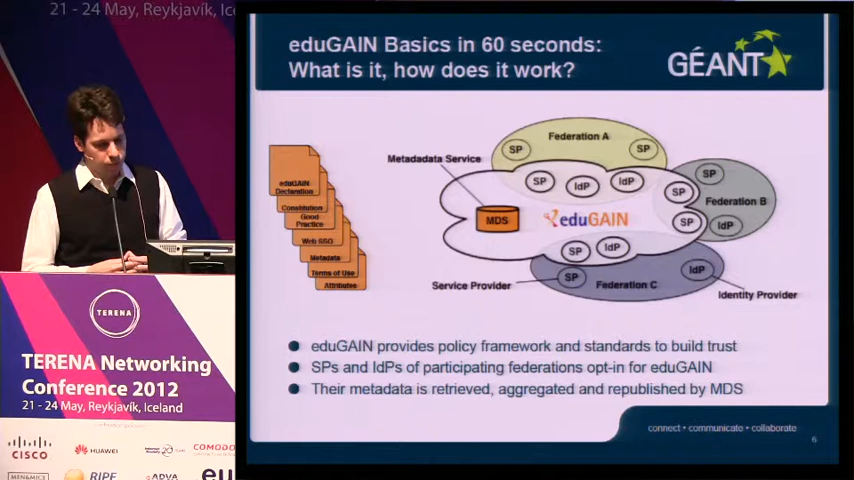 21 - 24 May, Reykjavík, Ic
eduGAIN Basics in 60 seconds:
What is it, how does it work?
GÉANT
Federation A
Metadadata Service
SP
SP
SP
IdP
IdP
eduGAIN
Declaration
Constitution
Good
Practice
Web SSO
Metadata
Terms of Use
Attributes
MDS
eduGAIN
SP
SP
Federation B
SP
IdP
SP
IdP
SP
IdP
Federation C
Service Provider
Identity Provider
eduGAIN provides policy framework and standards to build trust
SPs and IdPs of participating federations opt-in for eduGAIN
Their metadata is retrieved, aggregated and republished by MDS
connect • communicate • collaborate
6
TERENA
TERENA Networking
Conference 2012
21 - 24 May, Reykjavík, Iceland
CISCO
HUAWEI
20
COMODO
MEN&MICE
RIPE
ADVA
eu